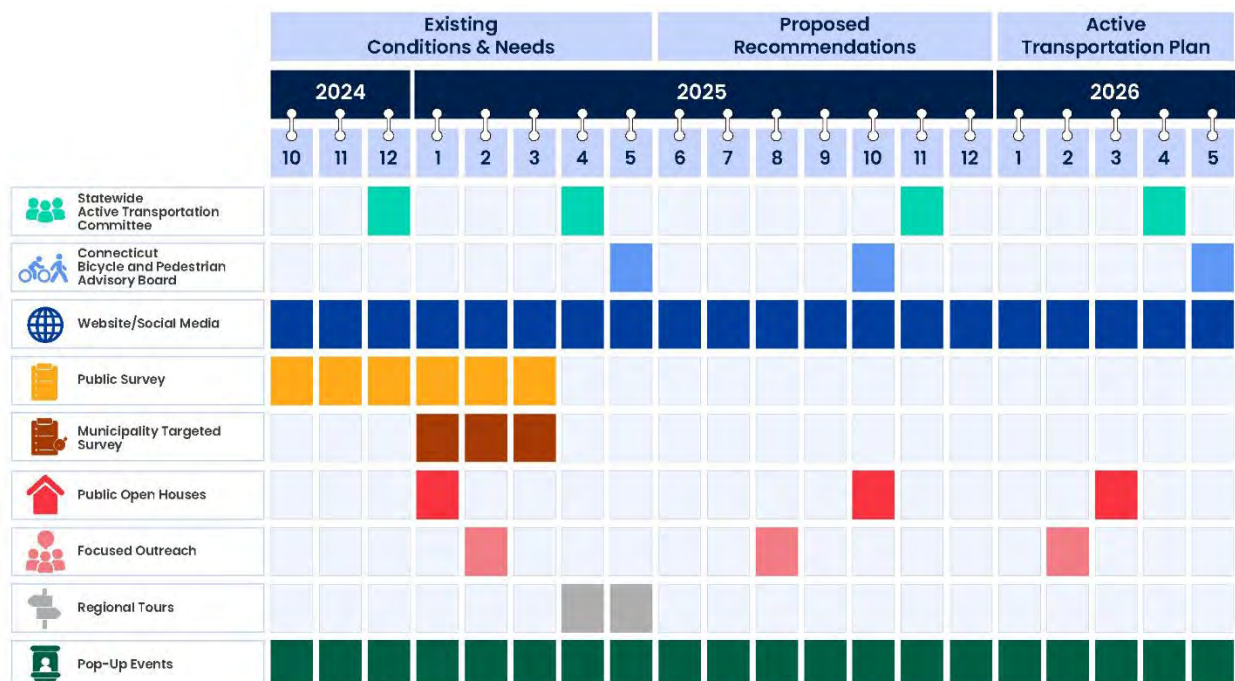 Existing
Conditions & Needs
Proposed
Recommendations
Active
Transportation Plan
2024 2025 2026
10 11 12 1 2 3 4 5 6 7 8 9 10 11 12 1 2 3 4 5
Statewide
Active Transportation
Committee
Connecticut
Bicycle and Pedestrian
Advisory Board
Website/Social Media
Public Survey
Municipality Targeted
Survey
Public Open Houses
Focused Outreach
Regional Tours
Pop-Up Events